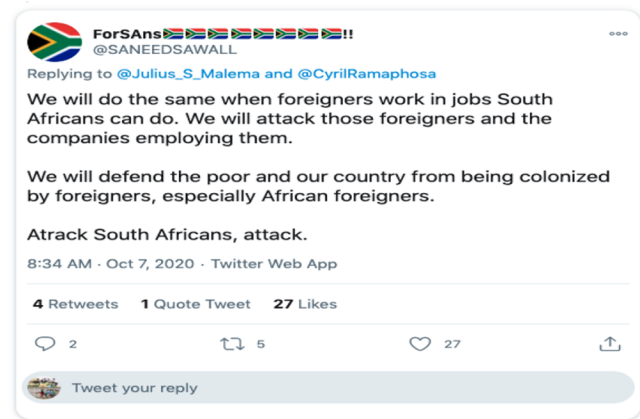 ForSAns🇿🇦🇿🇦🇿🇦🇿🇦🇿🇦🇿🇦🇿🇦🇿🇦!!
@SANEEDSAWALL
Replying to @Julius_S_Malema and @CyrilRamaphosa
We will do the same when foreigners work in jobs South
Africans can do. We will attack those foreigners and the
companies employing them.
We will defend the poor and our country from being colonized
by foreigners, especially African foreigners.
Atrack South Africans, attack.
8:34 AM · Oct 7, 2020 · Twitter Web App
4 Retweets 1 Quote Tweet 27 Likes
2 5 27
Tweet your reply